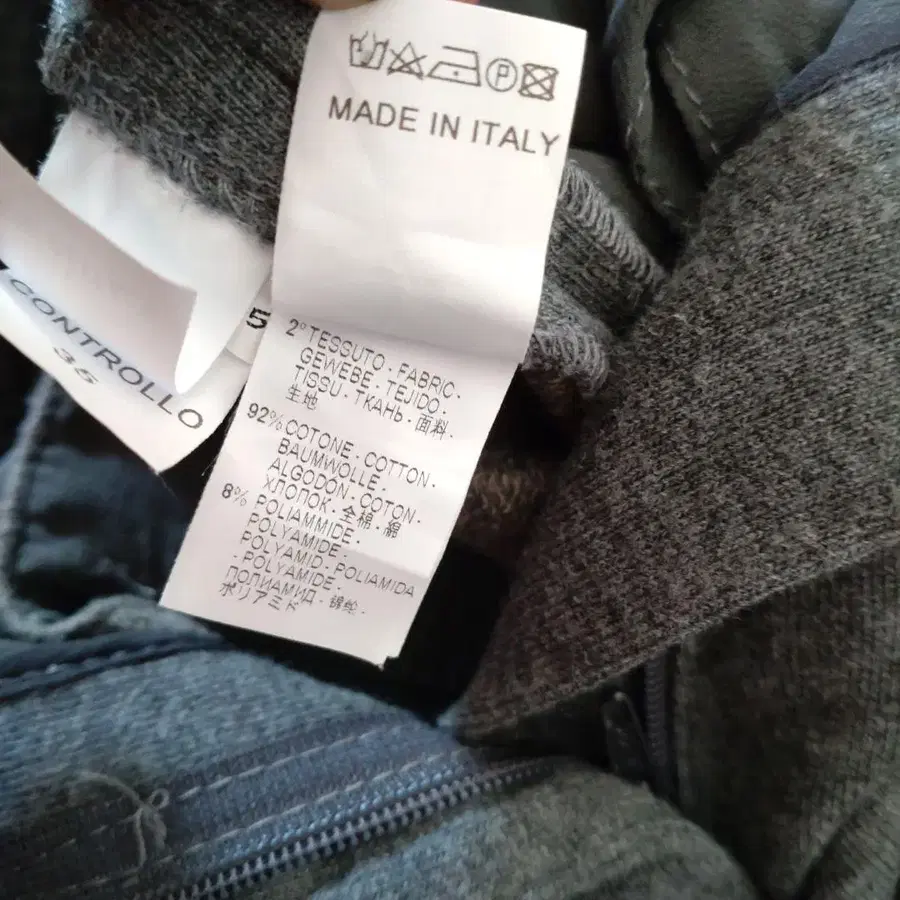 P
MADE IN ITALY
2° TESSUTO · FABRIC ·
GEWEBE · TEJIDO ·
TISSU · ТКАНЬ · 面料 ·
生地
92% COTONE · COTTON ·
BAUMWOLLE ·
ALGODÓN · COTON ·
ХЛОПОК · 全棉 · 綿
8% POLIAMMIDE ·
POLYAMIDE ·
POLYAMID · POLIAMIDA
· POLYAMIDE ·
ПОЛИАМИД · 锦纶 ·
ポリアミド
CONTROLLO
35
5